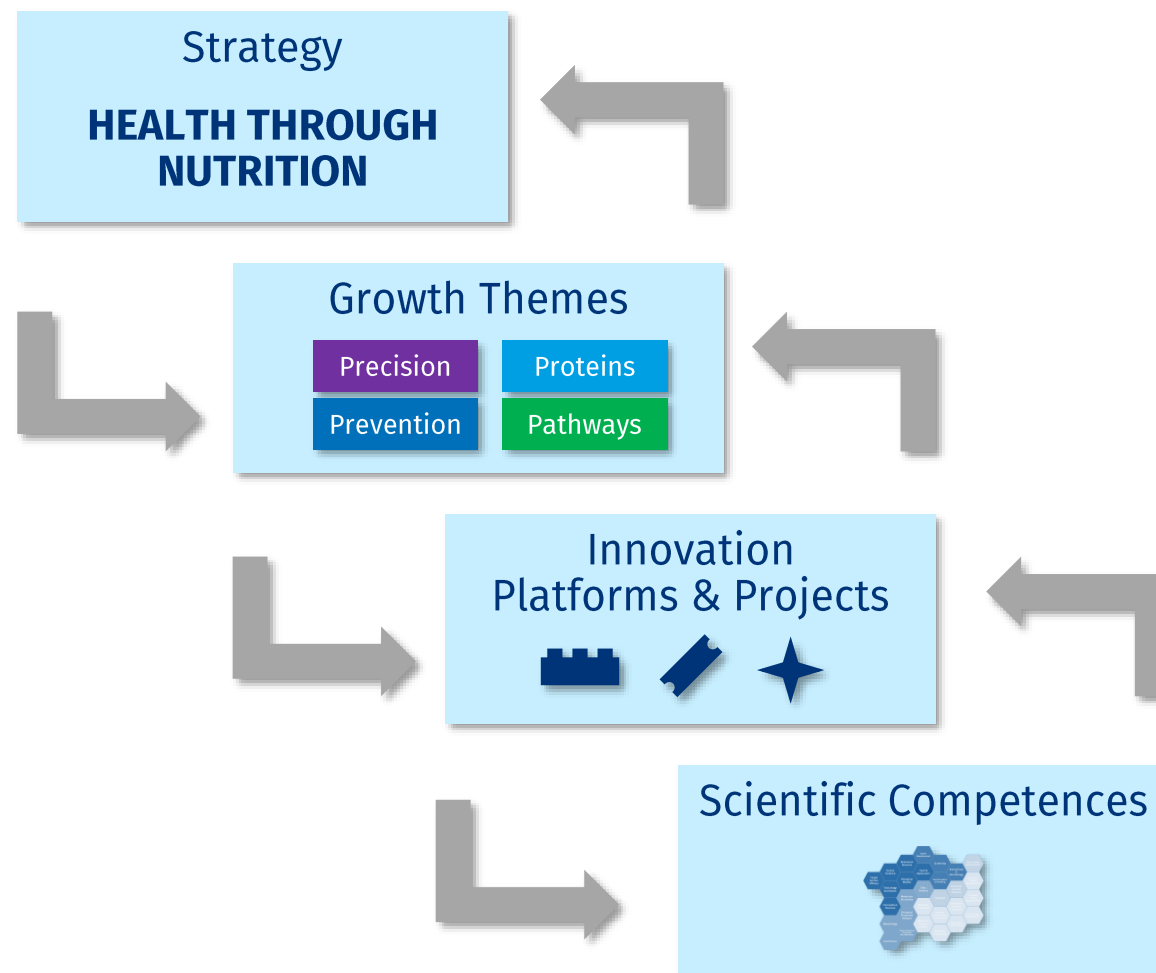 Strategy
HEALTH THROUGH
NUTRITION
Growth Themes
Precision
Proteins
Prevention
Pathways
Innovation
Platforms & Projects
Scientific Competences